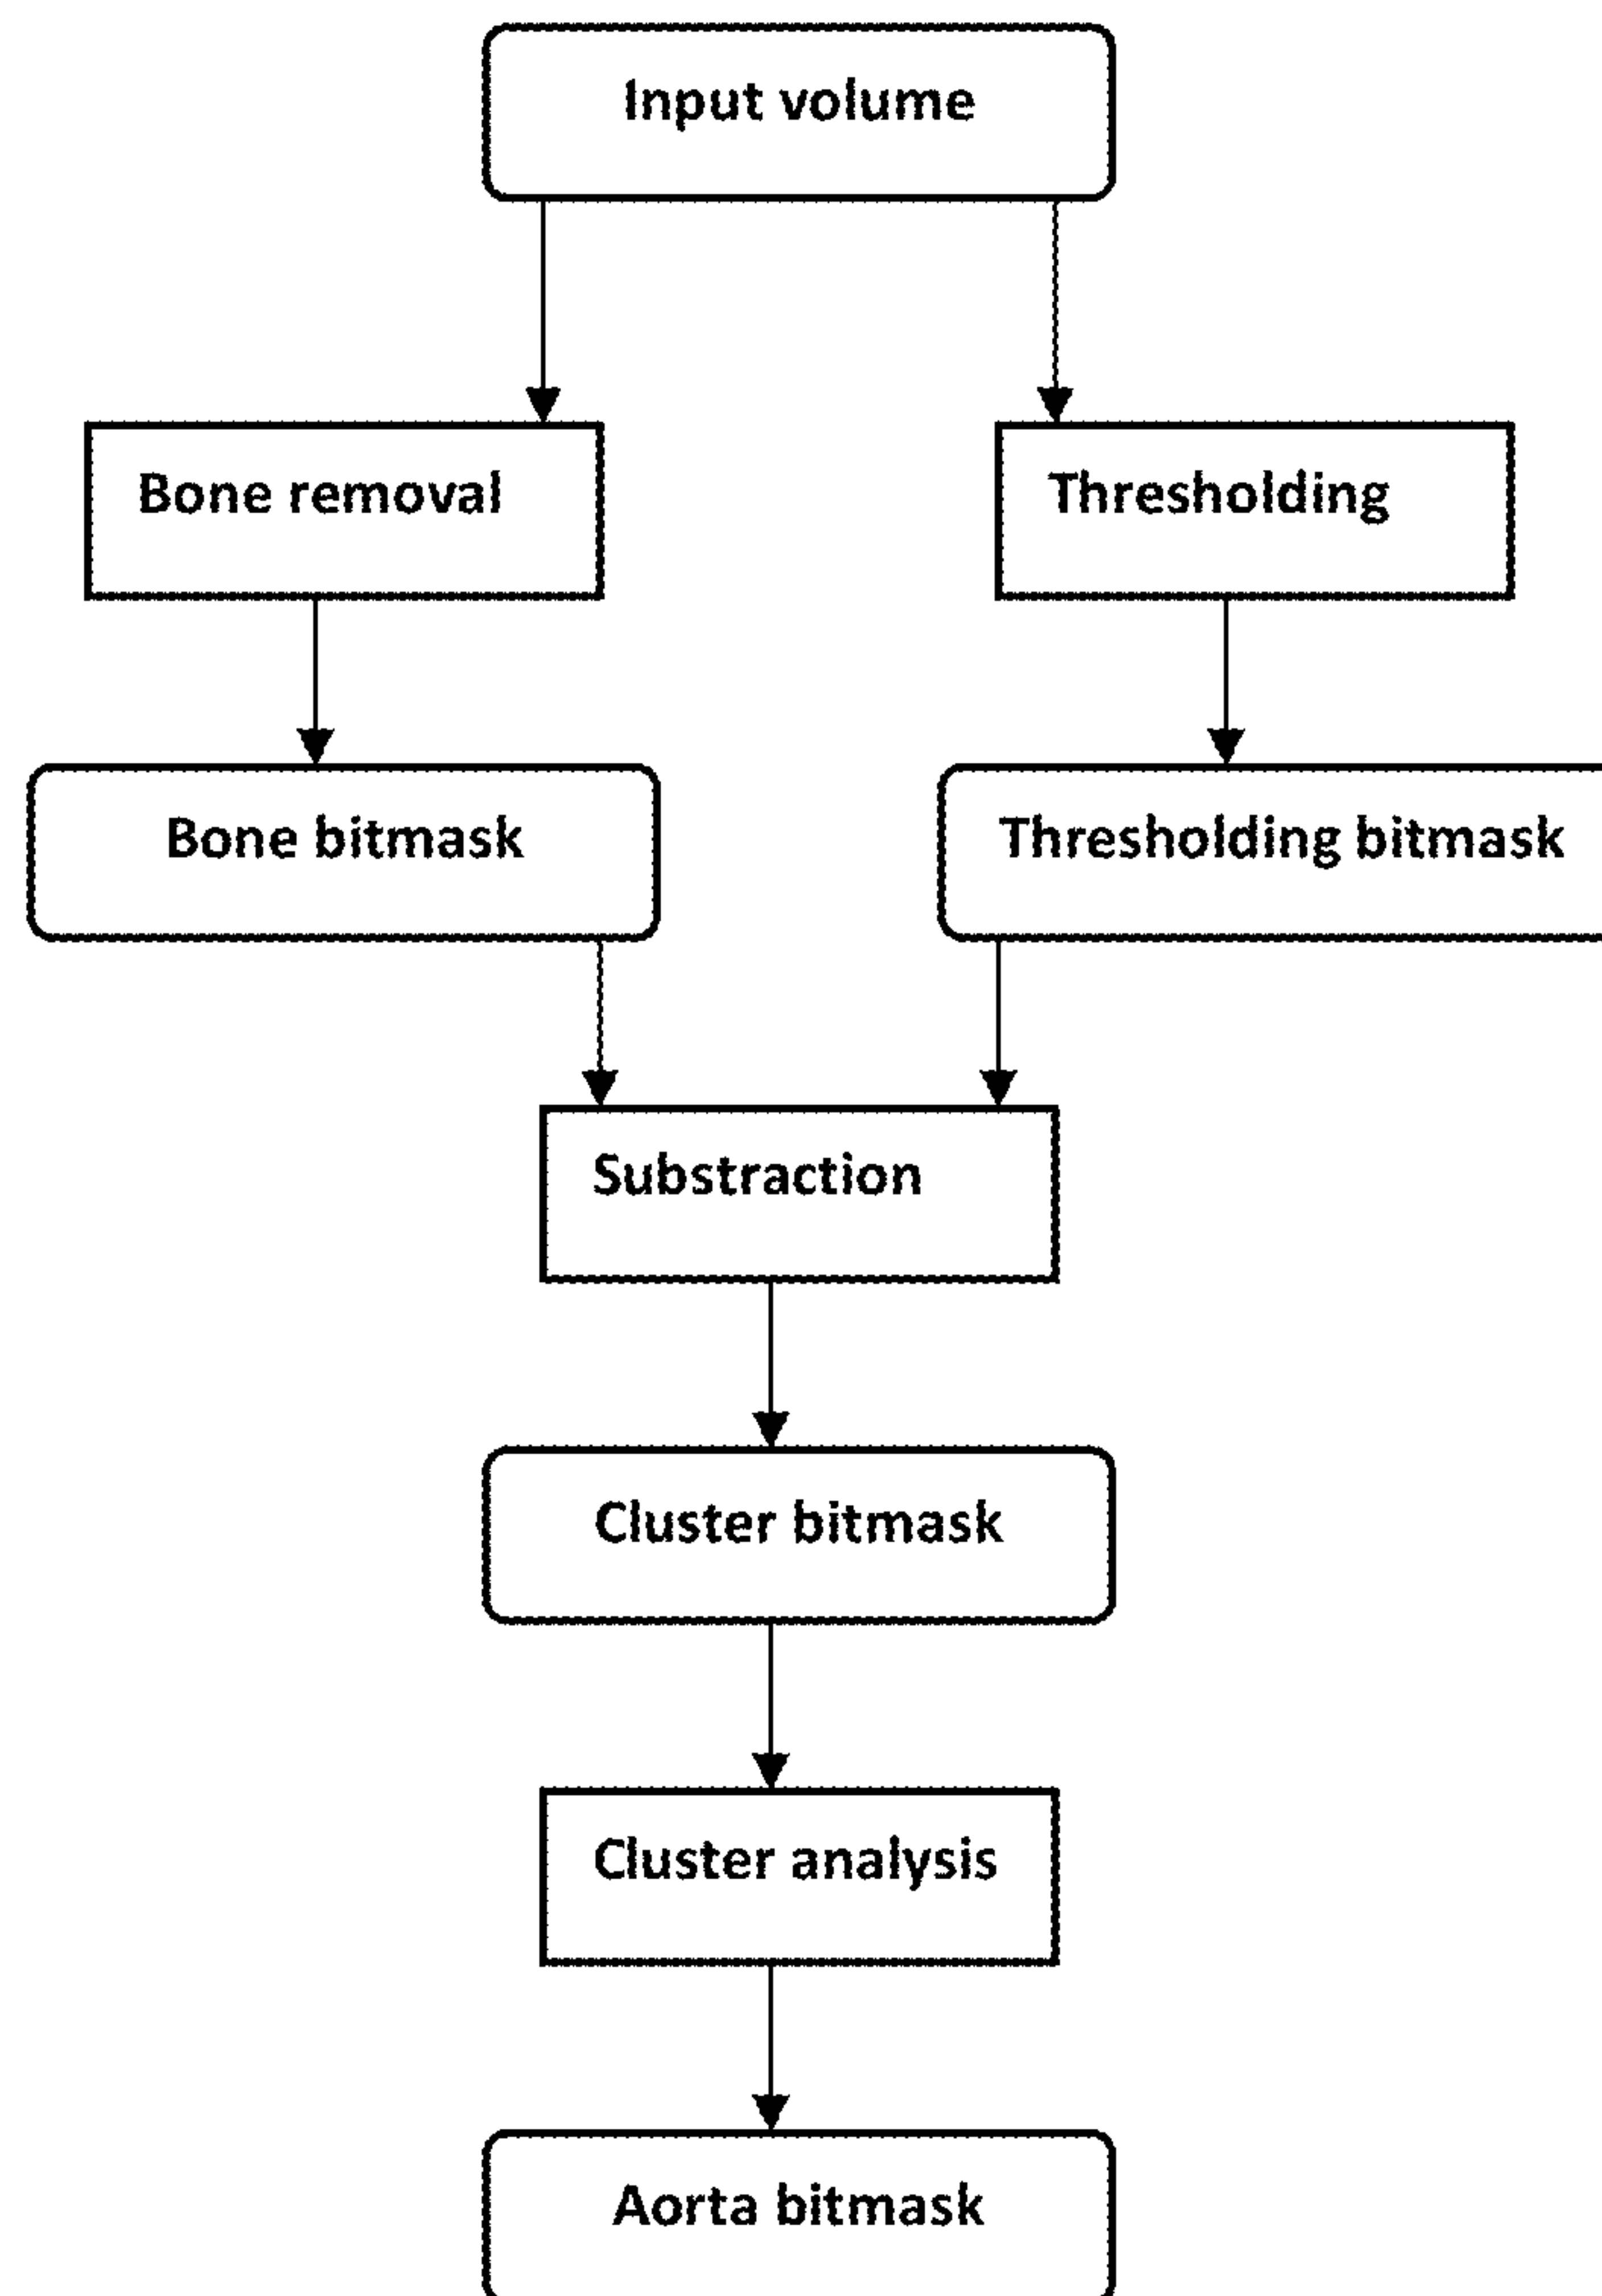 Input volume
Bone removal
Thresholding
Bone bitmask
Thresholding bitmask
Substraction
Cluster bitmask
Cluster analysis
Aorta bitmask